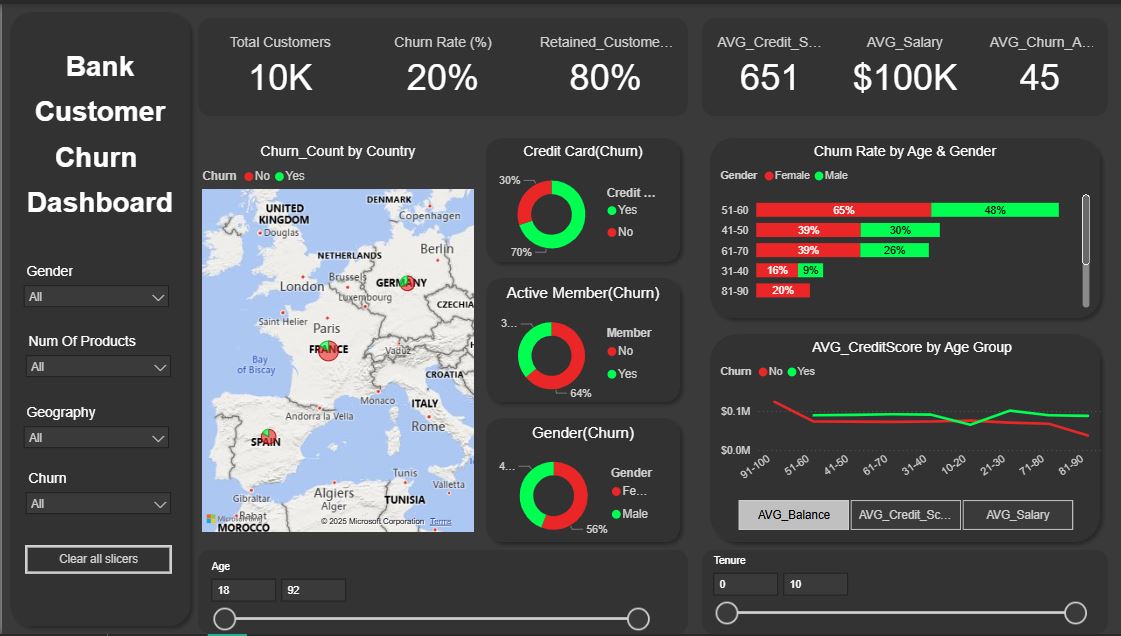 Bank
Customer
Churn
Dashboard
Gender
All
Num Of Products
All
Geography
All
Churn
All
Clear all slicers
Total Customers
10K
Churn Rate (%)
20%
Retained_Custome...
80%
AVG_Credit_S...
651
AVG_Salary
$100K
AVG_Churn_A...
45
Churn_Count by Country
Churn No Yes
UNITED
KINGDOM
Douglas
DENMARK
Copenhagen
NETHERLANDS
Berlin
London
Brussels
GERMANY
Luxembourg
CZECHIA
Saint Helier
Paris
FRANCE
Vaduz
Bay
of Biscay
CROATIA
Monaco
ITALY
Andorra la Vella
Rome
SPAIN
Tunis
Gibraltar
Algiers
Alger
Valletta
TUNISIA
Rabat
MOROCCO
Microsoft
© 2025 Microsoft Corporation Terms
Credit Card(Churn)
30%
70%
Credit ...
Yes
No
Active Member(Churn)
3...
64%
Member
No
Yes
Gender(Churn)
4...
56%
Gender
Fe...
Male
Churn Rate by Age & Gender
Gender Female Male
51-60 65% 48%
41-50 39% 30%
61-70 39% 26%
31-40 16% 9%
81-90 20%
AVG_CreditScore by Age Group
Churn No Yes
$0.1M
$0.0M
91-100 51-60 41-50 61-70 31-40 10-20 21-30 71-80 81-90
AVG_Balance AVG_Credit_Sc... AVG_Salary
Age
18 92
Tenure
0 10